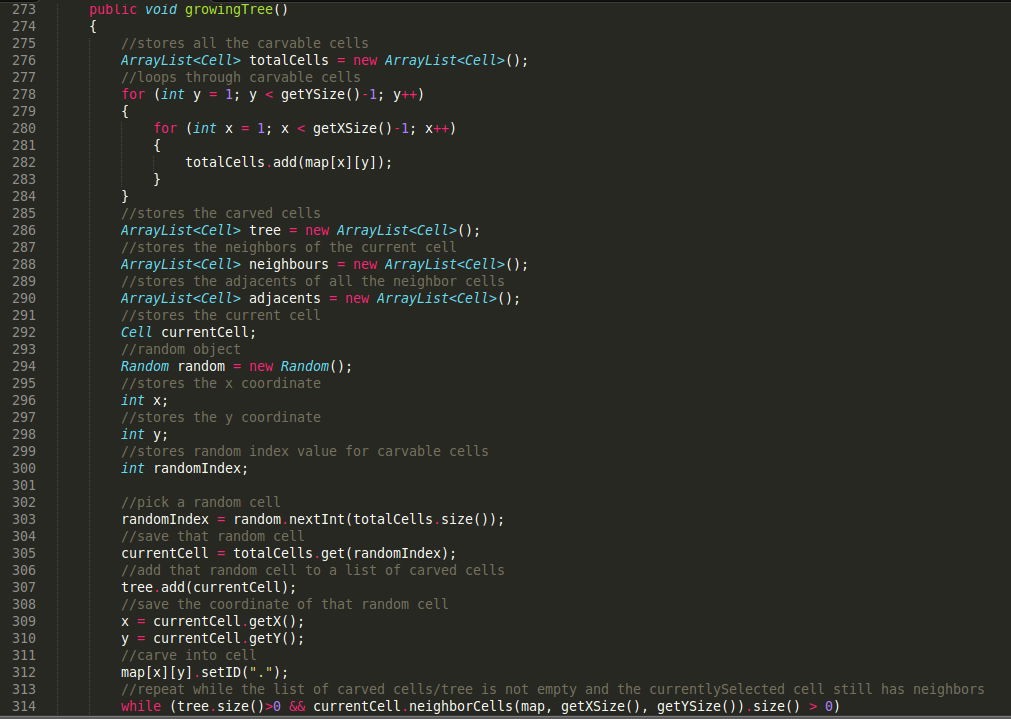 273 public void growingTree()
274 {
275 //stores all the carvable cells
276 ArrayList<Cell> totalCells = new ArrayList<Cell>();
277 //loops through carvable cells
278 for (int y = 1; y < getYSize()-1; y++)
279 {
280 for (int x = 1; x < getXSize()-1; x++)
281 {
282 totalCells.add(map[x][y]);
283 }
284 }
285 //stores the carved cells
286 ArrayList<Cell> tree = new ArrayList<Cell>();
287 //stores the neighbors of the current cell
288 ArrayList<Cell> neighbours = new ArrayList<Cell>();
289 //stores the adjacents of all the neighbor cells
290 ArrayList<Cell> adjacents = new ArrayList<Cell>();
291 //stores the current cell
292 Cell currentCell;
293 //random object
294 Random random = new Random();
295 //stores the x coordinate
296 int x;
297 //stores the y coordinate
298 int y;
299 //stores random index value for carvable cells
300 int randomIndex;
301
302 //pick a random cell
303 randomIndex = random.nextInt(totalCells.size());
304 //save that random cell
305 currentCell = totalCells.get(randomIndex);
306 //add that random cell to a list of carved cells
307 tree.add(currentCell);
308 //save the coordinate of that random cell
309 x = currentCell.getX();
310 y = currentCell.getY();
311 //carve into cell
312 map[x][y].setID(".");
313 //repeat while the list of carved cells/tree is not empty and the currentlySelected cell still has neighbors
314 while (tree.size()>0 && currentCell.neighborCells(map, getXSize(), getYSize()).size() > 0)